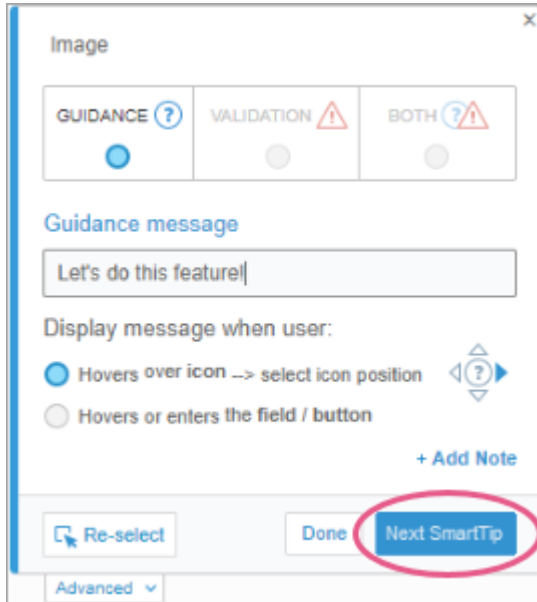 Image
GUIDANCE ? VALIDATION ! BOTH ? !
Guidance message
Let's do this feature!
Display message when user:
Hovers over icon --> select icon position ?
Hovers or enters the field / button
+ Add Note
Re-select Done Next SmartTip
Advanced